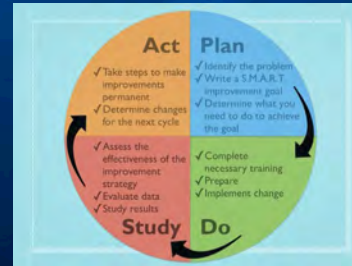 Act
✓Take steps to make
improvements
permanent
✓Determine changes
for the next cycle
Plan
✓Identify the problem
✓Write a S.M.A.R.T.
improvement goal
✓Determine what you
need to do to achieve
the goal
✓Assess the
effectiveness of the
improvement
strategy
✓Evaluate data
✓Study results
Study
✓Complete
necessary training
✓Prepare
✓Implement change
Do